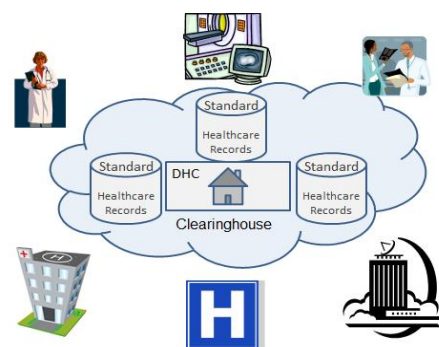 Standard
Healthcare
Records
Standard
Healthcare
Records
DHC
Standard
Healthcare
Records
Clearinghouse
H
H